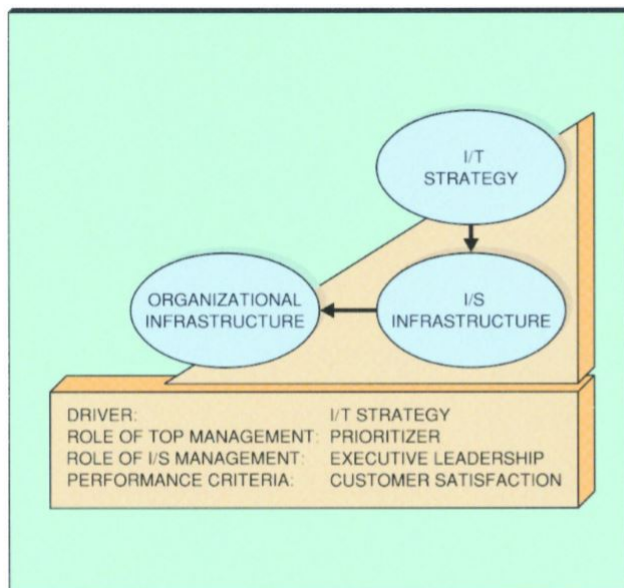 I/T
STRATEGY
ORGANIZATIONAL
INFRASTRUCTURE
I/S
INFRASTRUCTURE
DRIVER: I/T STRATEGY
ROLE OF TOP MANAGEMENT: PRIORITIZER
ROLE OF I/S MANAGEMENT: EXECUTIVE LEADERSHIP
PERFORMANCE CRITERIA: CUSTOMER SATISFACTION